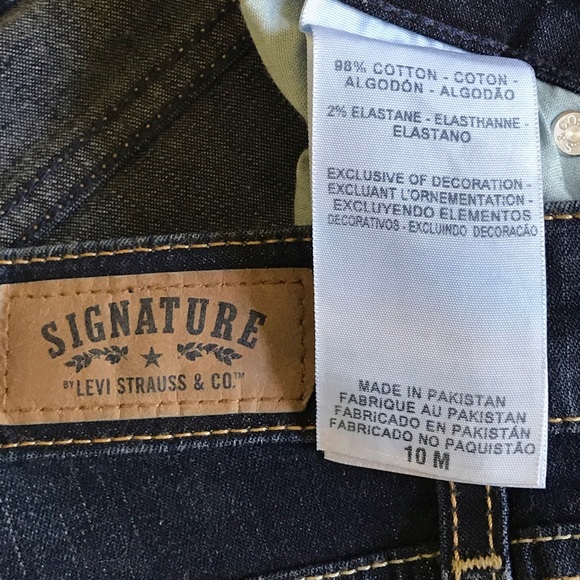 SIGNATURE
BY LEVI STRAUSS & CO.™
98% COTTON - COTON -
ALGODÓN - ALGODÃO
2% ELASTANE - ELASTHANNE -
ELASTANO
EXCLUSIVE OF DECORATION -
EXCLUANT L'ORNEMENTATION -
EXCLUYENDO ELEMENTOS
DECORATIVOS - EXCLUINDO DECORAÇÃO
MADE IN PAKISTAN
FABRIQUE AU PAKISTAN
FABRICADO EN PAKISTÁN
FABRICADO NO PAQUISTÃO
10 M